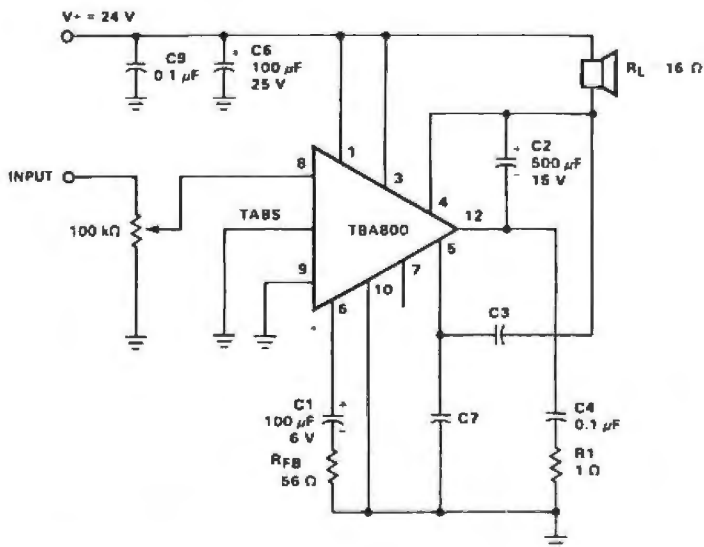 V+ = 24 V
C9
0.1 µF
C6
100 µF
25 V
+
RL 16 Ω
1
3
8
INPUT
4
+
C2
500 µF
15 V
-
12
TABS
TBA800
100 kΩ
5
7
9
10
6
C3
C1
100 µF
6 V
+
-
C7
C4
0.1 µF
RFB
56 Ω
R1
1 Ω